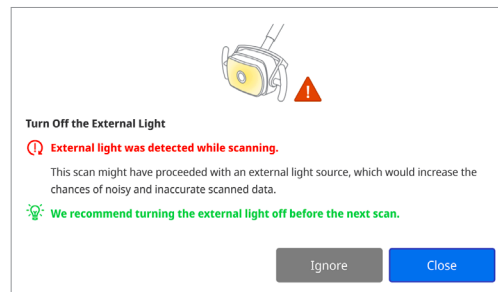 Turn Off the External Light
External light was detected while scanning.
This scan might have proceeded with an external light source, which would increase the
chances of noisy and inaccurate scanned data.
We recommend turning the external light off before the next scan.
Ignore
Close